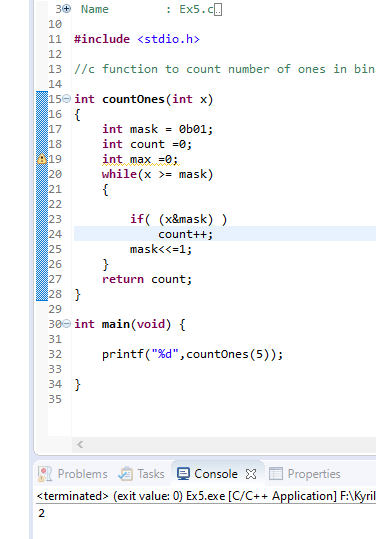 3 Name : Ex5.c
10
11 #include <stdio.h>
12
13 //c function to count number of ones in bin
14
15 int countOnes(int x)
16 {
17 int mask = 0b01;
18 int count =0;
19 int max =0;
20 while(x >= mask)
21 {
22
23 if( (x&mask) )
24 count++;
25 mask<<=1;
26 }
27 return count;
28 }
29
30 int main(void) {
31
32 printf("%d",countOnes(5));
33
34 }
35
Problems Tasks Console Properties
<terminated> (exit value: 0) Ex5.exe [C/C++ Application] F:\Kyril
2